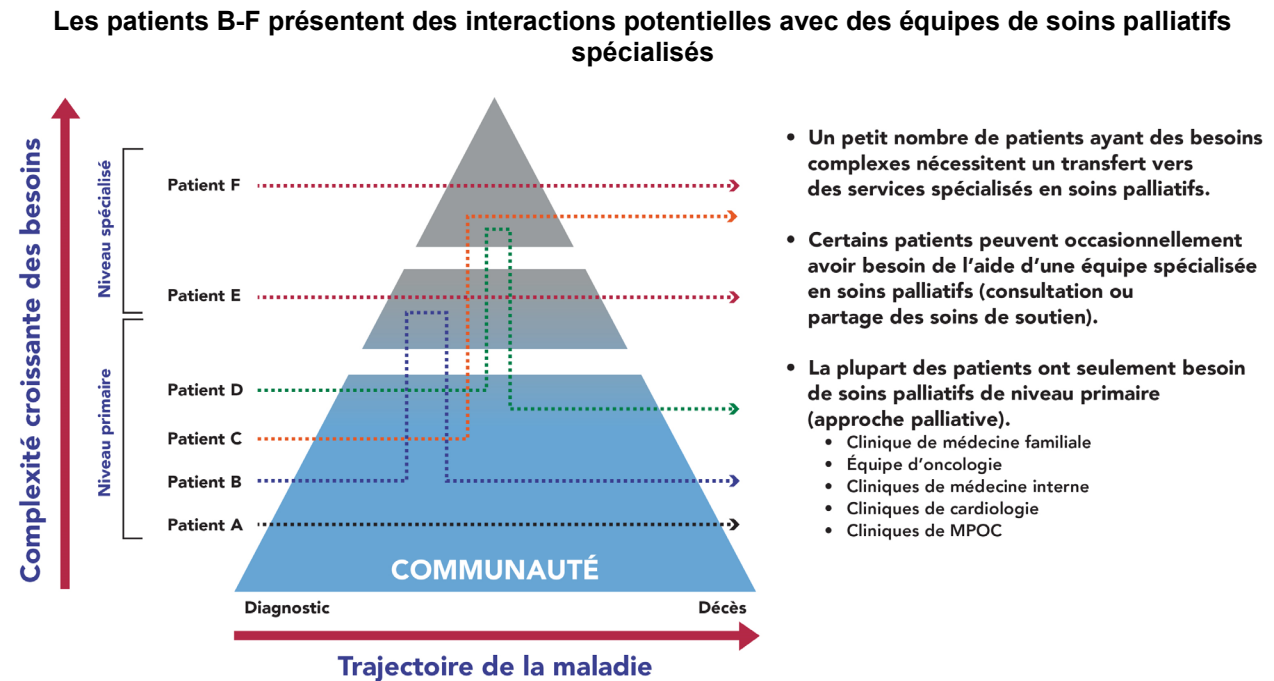 Les patients B-F présentent des interactions potentielles avec des équipes de soins palliatifs
spécialisés
Complexité croissante des besoins
Niveau spécialisé
Niveau primaire
Patient F
Patient E
Patient D
Patient C
Patient B
Patient A
COMMUNAUTÉ
Diagnostic
Décès
Trajectoire de la maladie
• Un petit nombre de patients ayant des besoins
complexes nécessitent un transfert vers
des services spécialisés en soins palliatifs.
• Certains patients peuvent occasionnellement
avoir besoin de l’aide d’une équipe spécialisée
en soins palliatifs (consultation ou
partage des soins de soutien).
• La plupart des patients ont seulement besoin
de soins palliatifs de niveau primaire
(approche palliative).
• Clinique de médecine familiale
• Équipe d’oncologie
• Cliniques de médecine interne
• Cliniques de cardiologie
• Cliniques de MPOC